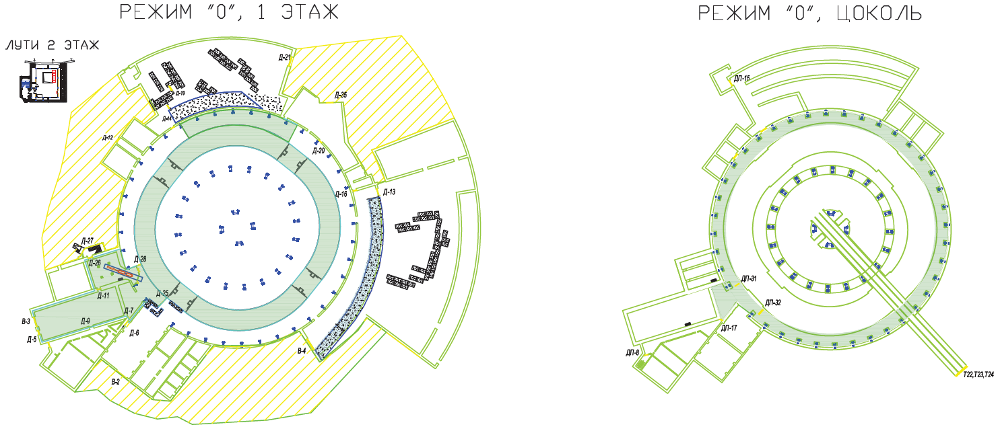 РЕЖИМ "0", 1 ЭТАЖ
РЕЖИМ "0", ЦОКОЛЬ
ЛУТИ 2 ЭТАЖ
Д-21
Д-19
Д-35
Д-14
Д-12
Д-20
Д-16
Д-13
Д-27
Д-26
Д-28
Д-11
Д-25
Д-7
В-3
Д-9
Д-5
Д-6
В-4
В-2
ДП-15
ДП-31
ДП-32
ДП-17
ДП-8
Т22,Т23,Т24